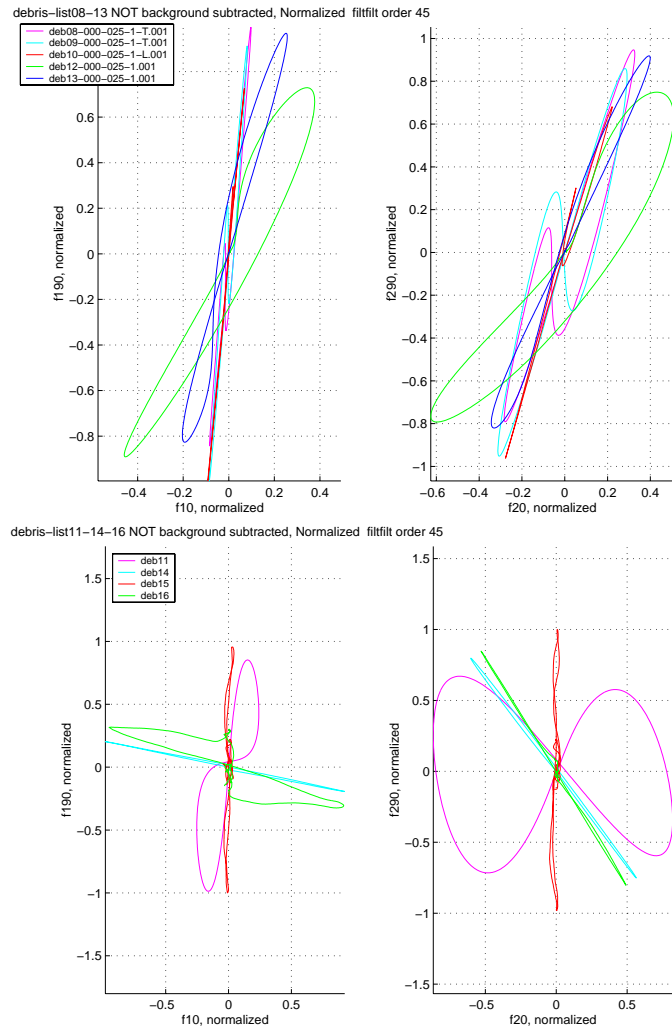 debris-list08-13 NOT background subtracted, Normalized filtfilt order 45
deb08-000-025-1-T.001
deb09-000-025-1-T.001
deb10-000-025-1-L.001
deb12-000-025-1.001
deb13-000-025-1.001
0.6
0.4
0.2
0
-0.2
-0.4
-0.6
-0.8
f190, normalized
-0.4 -0.2 0 0.2 0.4
f10, normalized
1
0.8
0.6
0.4
0.2
0
-0.2
-0.4
-0.6
-0.8
-1
f290, normalized
-0.6 -0.4 -0.2 0 0.2 0.4
f20, normalized
debris-list11-14-16 NOT background subtracted, Normalized filtfilt order 45
deb11
deb14
deb15
deb16
1.5
1
0.5
0
-0.5
-1
-1.5
f190, normalized
-0.5 0 0.5
f10, normalized
1.5
1
0.5
0
-0.5
-1
-1.5
f290, normalized
-0.5 0 0.5
f20, normalized